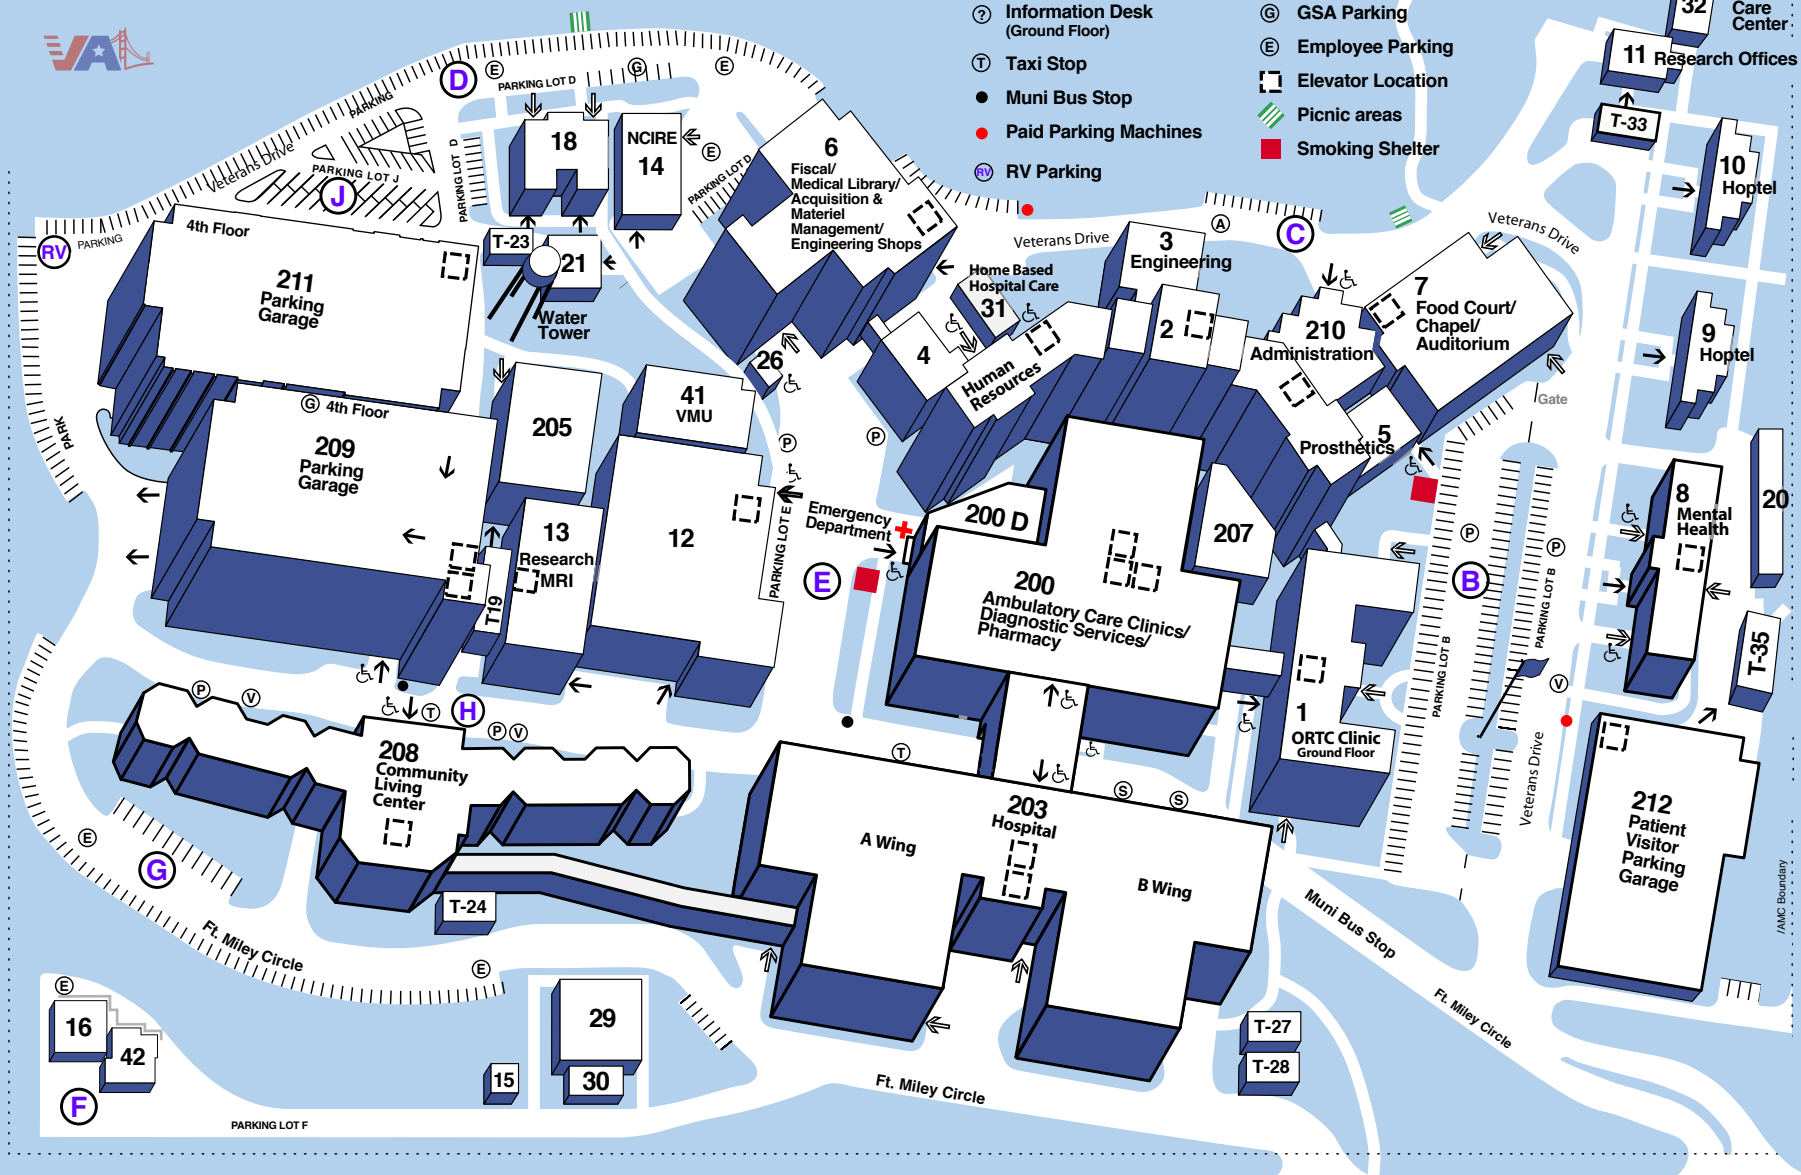 VA
? Information Desk
(Ground Floor)
T Taxi Stop
Muni Bus Stop
Paid Parking Machines
RV RV Parking
G GSA Parking
E Employee Parking
Elevator Location
Picnic areas
Smoking Shelter
32
Care
Center
11 Research Offices
T-33
10
Hoptel
9
Hoptel
D
E
PARKING LOT D
G
E
PARKING
Veterans Drive
PARKING LOT J
J
PARKING LOT D
18
NCIRE
14
E
PARKING LOT D
6
Fiscal/
Medical Library/
Acquisition &
Materiel
Management/
Engineering Shops
RV
PARKING
4th Floor
211
Parking
Garage
T-23
21
Water
Tower
Veterans Drive
A
C
Veterans Drive
3
Engineering
Home Based
Hospital Care
31
2
4
Human
Resources
210
Administration
7
Food Court/
Chapel/
Auditorium
Gate
5
Prosthetics
26
41
VMU
205
G 4th Floor
209
Parking
Garage
PARK
P
P
13
Research
MRI
T19
12
PARKING LOT E
Emergency
Department
E
200 D
200
Ambulatory Care Clinics/
Diagnostic Services/
Pharmacy
207
P
B
P
PARKING LOT B
PARKING LOT B
8
Mental
Health
20
T-35
V
Veterans Drive
1
ORTC Clinic
Ground Floor
P
V
T
H
P V
208
Community
Living
Center
T
S
S
203
Hospital
A Wing
B Wing
212
Patient
Visitor
Parking
Garage
/AMC Boundary
E
G
T-24
Ft. Miley Circle
E
Muni Bus Stop
Ft. Miley Circle
E
16
42
F
29
30
15
T-27
T-28
Ft. Miley Circle
PARKING LOT F